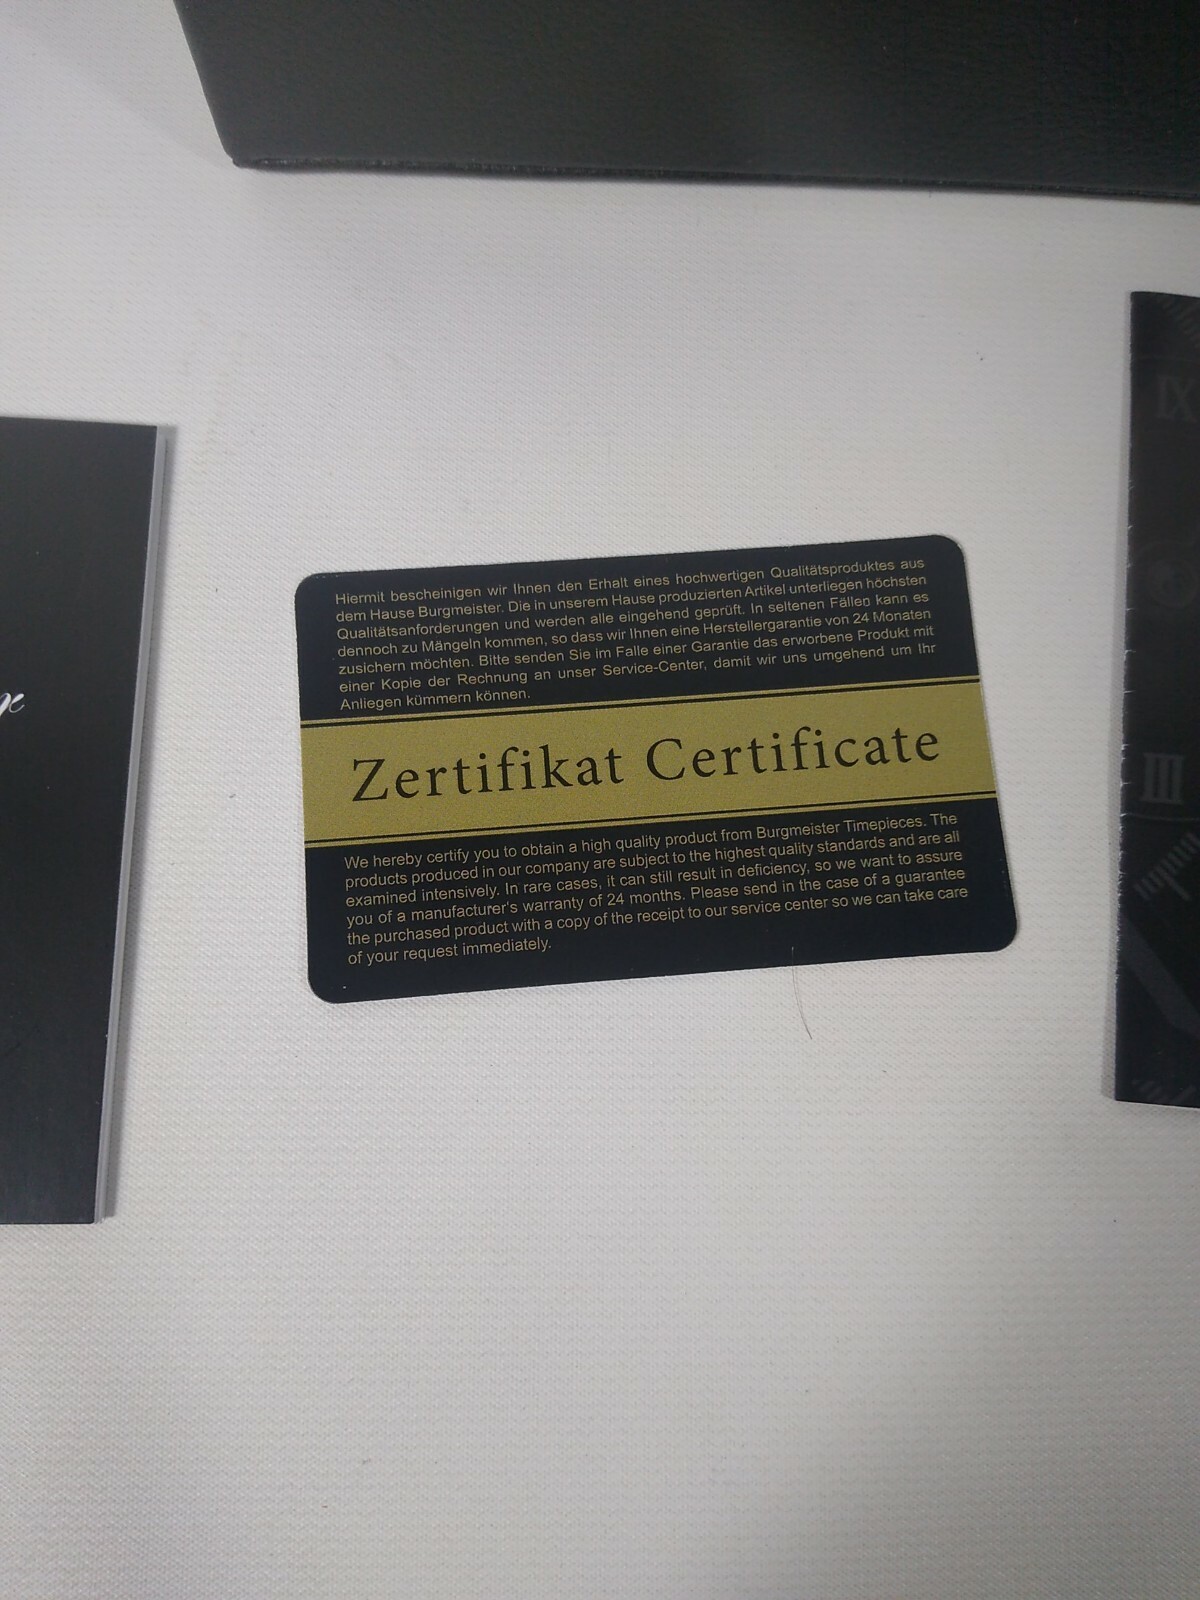 Hiermit bescheinigen wir Ihnen den Erhalt eines hochwertigen Qualitätsproduktes aus
dem Hause Burgmeister. Die in unserem Hause produzierten Artikel unterliegen höchsten
Qualitätsanforderungen und werden alle eingehend geprüft. In seltenen Fällen kann es
dennoch zu Mängeln kommen, so dass wir Ihnen eine Herstellergarantie von 24 Monaten
zusichern möchten. Bitte senden Sie im Falle einer Garantie das erworbene Produkt mit
einer Kopie der Rechnung an unser Service-Center, damit wir uns umgehend um Ihr
Anliegen kümmern können.
Zertifikat Certificate
We hereby certify you to obtain a high quality product from Burgmeister Timepieces. The
products produced in our company are subject to the highest quality standards and are all
examined intensively. In rare cases, it can still result in deficiency, so we want to assure
you of a manufacturer's warranty of 24 months. Please send in the case of a guarantee
the purchased product with a copy of the receipt to our service center so we can take care
of your request immediately.
IX
III